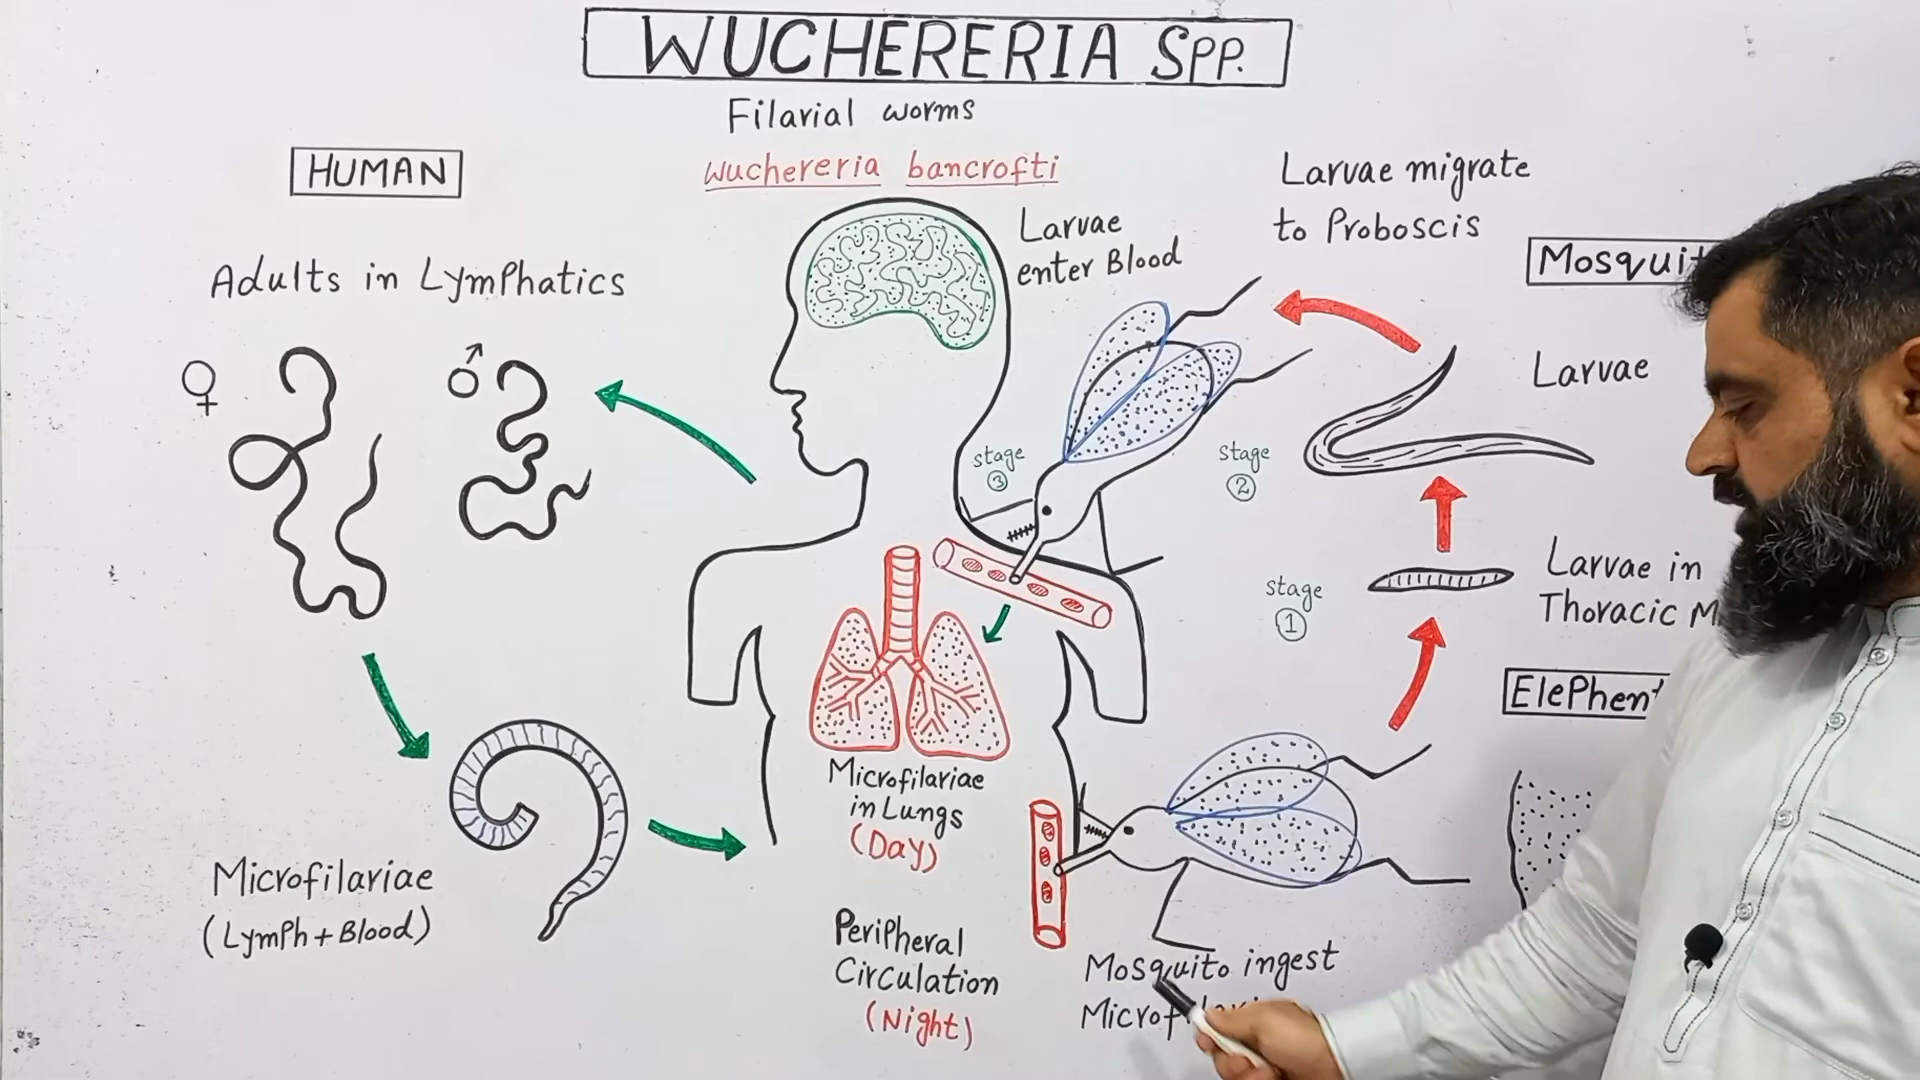 WUCHERERIA SPP.
Filarial worms
Wuchereria bancrofti
HUMAN
Adults in Lymphatics
♀
♂
Microfilariae
(Lymph + Blood)
Larvae
enter Blood
stage
③
Microfilariae
in Lungs
(Day)
Peripheral
Circulation
(Night)
Larvae migrate
to Proboscis
stage
②
stage
①
Mosquit
Larvae
Larvae in
Thoracic M
ElePhent
Mosquito ingest